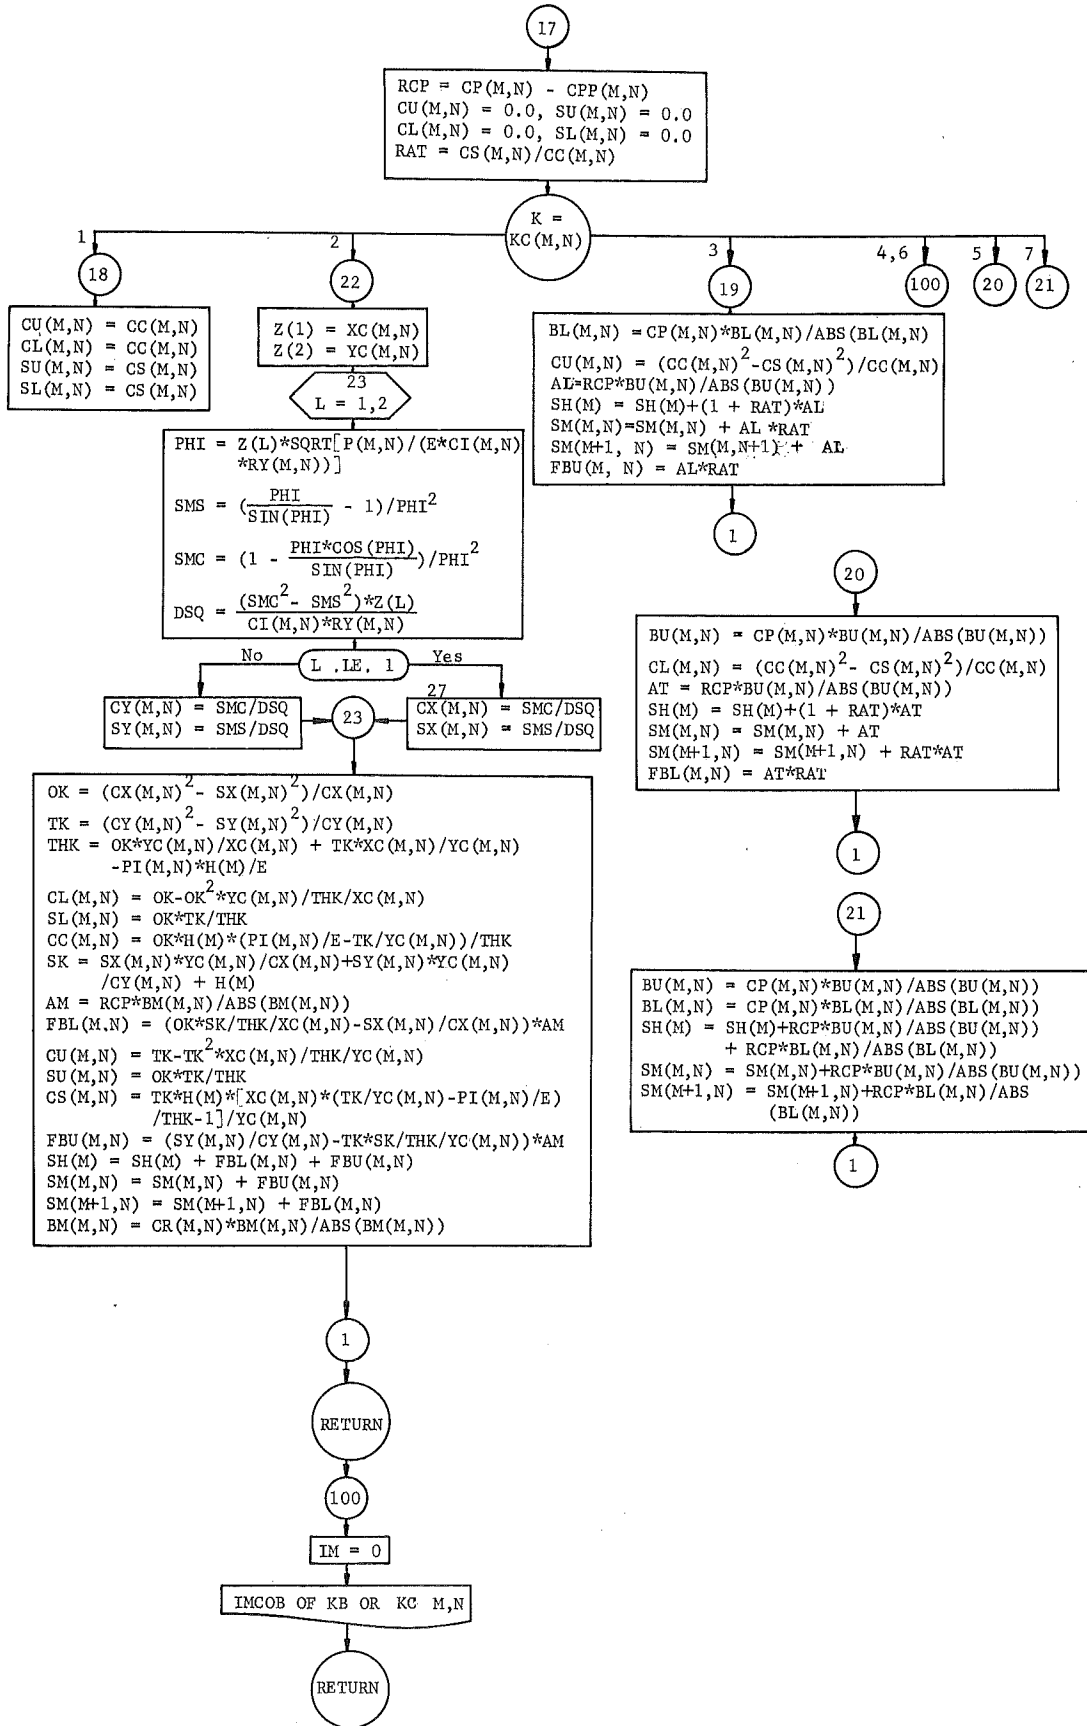 17
RCP = CP(M,N) - CPP(M,N)
CU(M,N) = 0.0, SU(M,N) = 0.0
CL(M,N) = 0.0, SL(M,N) = 0.0
RAT = CS(M,N)/CC(M,N)
K =
KC(M,N)
1
2
3
4,6
5
7
18
22
19
100
20
21
CU(M,N) = CC(M,N)
CL(M,N) = CC(M,N)
SU(M,N) = CS(M,N)
SL(M,N) = CS(M,N)
Z(1) = XC(M,N)
Z(2) = YC(M,N)
23
L = 1,2
PHI = Z(L)*SQRT[P(M,N)/(E*CI(M,N)
*RY(M,N))]
SMS = (PHI/SIN(PHI) - 1)/PHI²
SMC = (1 - PHI*COS(PHI)/SIN(PHI))/PHI²
DSQ = (SMC²- SMS²)*Z(L)/CI(M,N)*RY(M,N)
No
L .LE. 1
Yes
CY(M,N) = SMC/DSQ
SY(M,N) = SMS/DSQ
23
27
CX(M,N) = SMC/DSQ
SX(M,N) = SMS/DSQ
OK = (CX(M,N)²- SX(M,N)²)/CX(M,N)
TK = (CY(M,N)²- SY(M,N)²)/CY(M,N)
THK = OK*YC(M,N)/XC(M,N) + TK*XC(M,N)/YC(M,N)
-PI(M,N)*H(M)/E
CL(M,N) = OK-OK²*YC(M,N)/THK/XC(M,N)
SL(M,N) = OK*TK/THK
CC(M,N) = OK*H(M)*(PI(M,N)/E-TK/YC(M,N))/THK
SK = SX(M,N)*YC(M,N)/CX(M,N)+SY(M,N)*YC(M,N)
/CY(M,N) + H(M)
AM = RCP*BM(M,N)/ABS(BM(M,N))
FBL(M,N) = (OK*SK/THK/XC(M,N)-SX(M,N)/CX(M,N))*AM
CU(M,N) = TK-TK²*XC(M,N)/THK/YC(M,N)
SU(M,N) = OK*TK/THK
CS(M,N) = TK*H(M)*[XC(M,N)*(TK/YC(M,N)-PI(M,N)/E)
/THK-1]/YC(M,N)
FBU(M,N) = (SY(M,N)/CY(M,N)-TK*SK/THK/YC(M,N))*AM
SH(M) = SH(M) + FBL(M,N) + FBU(M,N)
SM(M,N) = SM(M,N) + FBU(M,N)
SM(M+1,N) = SM(M+1,N) + FBL(M,N)
BM(M,N) = CR(M,N)*BM(M,N)/ABS(BM(M,N))
1
RETURN
100
IM = 0
IMCOB OF KB OR KC M,N
RETURN
BL(M,N) =CP(M,N)*BL(M,N)/ABS(BL(M,N)
CU(M,N) = (CC(M,N)²-CS(M,N)²)/CC(M,N)
AL=RCP*BU(M,N)/ABS(BU(M,N))
SH(M) = SH(M)+(1 + RAT)*AL
SM(M,N)=SM(M,N) + AL *RAT
SM(M+1, N) = SM(M,N+1) + AL
FBU(M, N) = AL*RAT
1
20
BU(M,N) = CP(M,N)*BU(M,N)/ABS(BU(M,N))
CL(M,N) = (CC(M,N)²- CS(M,N)²)/CC(M,N)
AT = RCP*BU(M,N)/ABS(BU(M,N))
SH(M) = SH(M)+(1 + RAT)*AT
SM(M,N) = SM(M,N) + AT
SM(M+1,N) = SM(M+1,N) + RAT*AT
FBL(M,N) = AT*RAT
1
21
BU(M,N) = CP(M,N)*BU(M,N)/ABS(BU(M,N))
BL(M,N) = CP(M,N)*BL(M,N)/ABS(BL(M,N))
SH(M) = SH(M)+RCP*BU(M,N)/ABS(BU(M,N))
+ RCP*BL(M,N)/ABS(BL(M,N))
SM(M,N) = SM(M,N)+RCP*BU(M,N)/ABS(BU(M,N))
SM(M+1,N) = SM(M+1,N)+RCP*BL(M,N)/ABS
(BL(M,N))
1